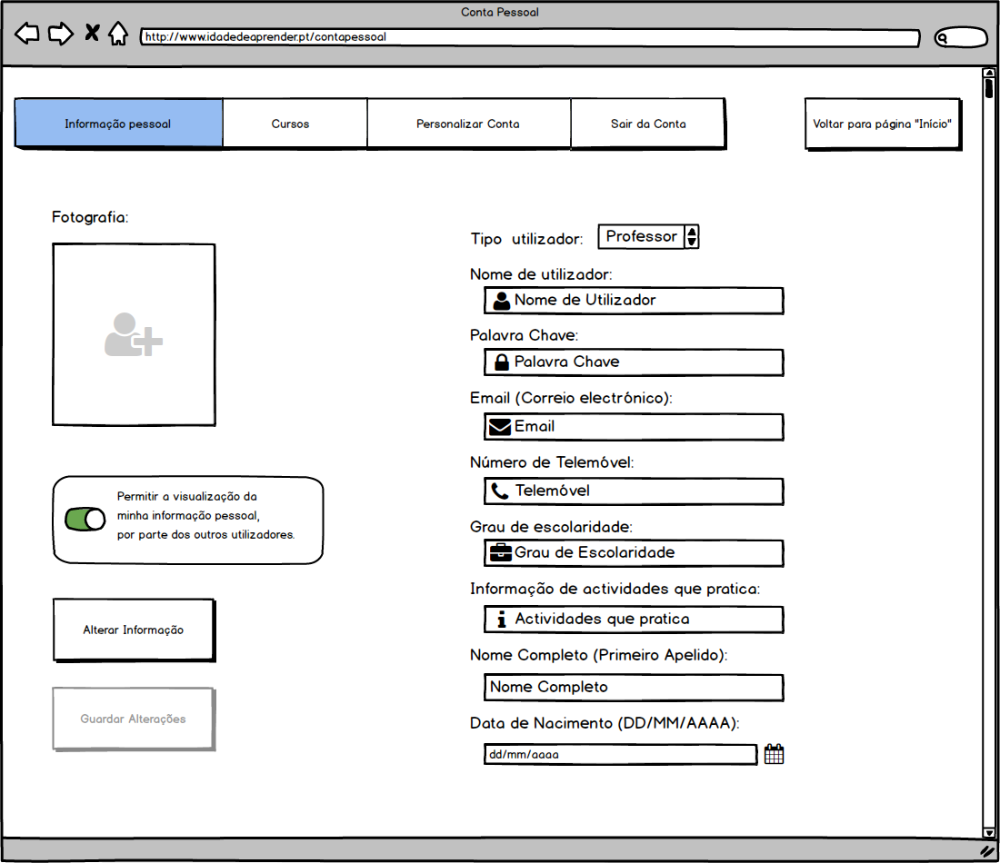 Conta Pessoal
http://www.idadedeaprender.pt/contapessoal
Informação pessoal
Cursos
Personalizar Conta
Sair da Conta
Voltar para página "Início"
Fotografia:
Tipo utilizador:
Professor
Nome de utilizador:
Nome de Utilizador
Palavra Chave:
Palavra Chave
Email (Correio electrónico):
Email
Número de Telemóvel:
Telemóvel
Grau de escolaridade:
Grau de Escolaridade
Informação de actividades que pratica:
Actividades que pratica
Nome Completo (Primeiro Apelido):
Nome Completo
Data de Nacimento (DD/MM/AAAA):
dd/mm/aaaa
Permitir a visualização da
minha informação pessoal,
por parte dos outros utilizadores.
Alterar Informação
Guardar Alterações